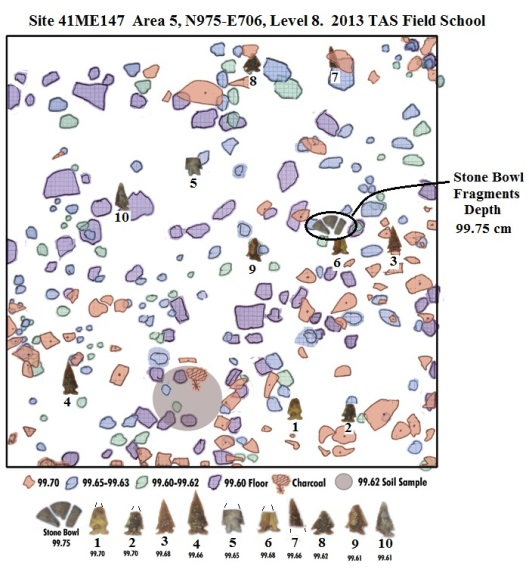 Site 41ME147 Area 5, N975-E706, Level 8. 2013 TAS Field School
8
7
5
10
Stone Bowl
Fragments
Depth
99.75 cm
9
6
3
4
1
2
99.70
99.65-99.63
99.60-99.62
99.60 Floor
Charcoal
99.62 Soil Sample
Stone Bowl
99.75
1 2 3 4 5 6 7 8 9 10
99.70 99.70 99.68 99.66 99.65 99.68 99.66 99.62 99.61 99.61